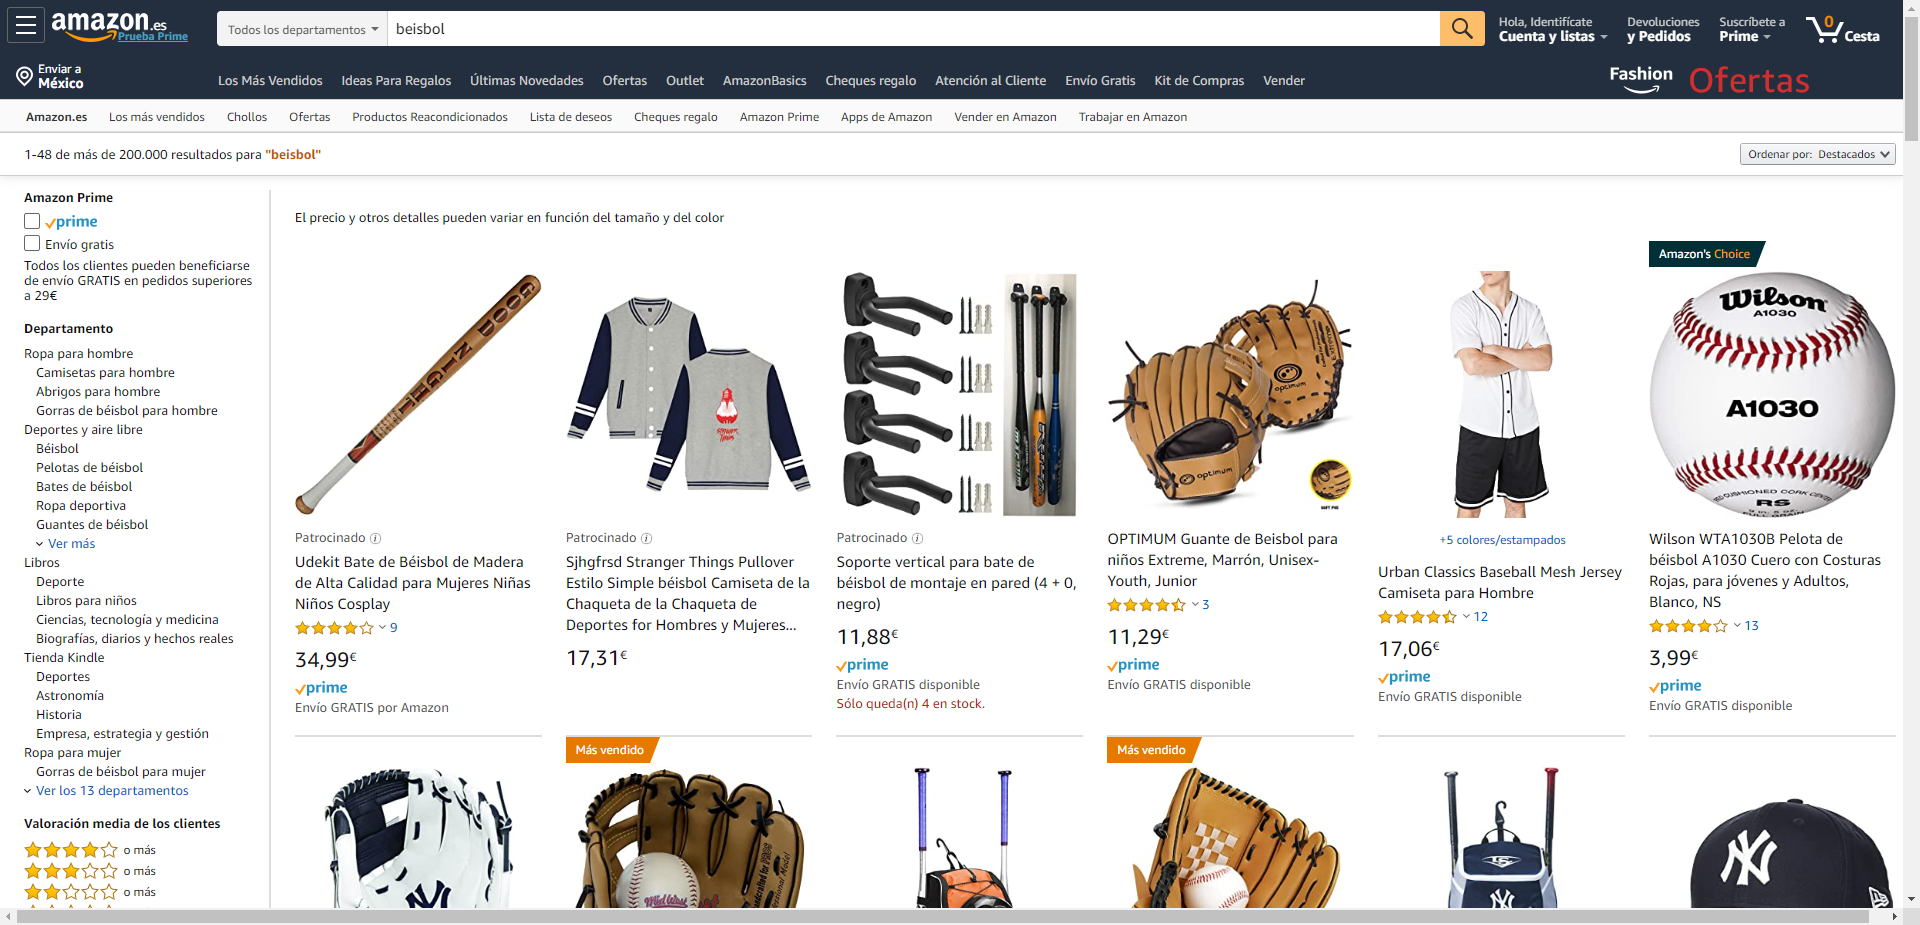 amazon.es
Prueba Prime
Todos los departamentos
beisbol
Hola, Identifícate
Cuenta y listas
Devoluciones
y Pedidos
Suscríbete a
Prime
0
Cesta
Enviar a
México
Los Más Vendidos
Ideas Para Regalos
Últimas Novedades
Ofertas
Outlet
AmazonBasics
Cheques regalo
Atención al Cliente
Envío Gratis
Kit de Compras
Vender
Fashion
Ofertas
Amazon.es
Los más vendidos
Chollos
Ofertas
Productos Reacondicionados
Lista de deseos
Cheques regalo
Amazon Prime
Apps de Amazon
Vender en Amazon
Trabajar en Amazon
1-48 de más de 200.000 resultados para "beisbol"
Ordenar por: Destacados
Amazon Prime
prime
Envío gratis
Todos los clientes pueden beneficiarse
de envío GRATIS en pedidos superiores
a 29€
Departamento
Ropa para hombre
Camisetas para hombre
Abrigos para hombre
Gorras de béisbol para hombre
Deportes y aire libre
Béisbol
Pelotas de béisbol
Bates de béisbol
Ropa deportiva
Guantes de béisbol
Ver más
Libros
Deporte
Libros para niños
Ciencias, tecnología y medicina
Biografías, diarios y hechos reales
Tienda Kindle
Deportes
Astronomía
Historia
Empresa, estrategia y gestión
Ropa para mujer
Gorras de béisbol para mujer
Ver los 13 departamentos
Valoración media de los clientes
o más
o más
o más
El precio y otros detalles pueden variar en función del tamaño y del color
GOOD NIGHT
Patrocinado
Udekit Bate de Béisbol de Madera
de Alta Calidad para Mujeres Niñas
Niños Cosplay
9
34,99€
prime
Envío GRATIS por Amazon
Patrocinado
Sjhgfrsd Stranger Things Pullover
Estilo Simple béisbol Camiseta de la
Chaqueta de la Chaqueta de
Deportes for Hombres y Mujeres...
17,31€
Patrocinado
Soporte vertical para bate de
béisbol de montaje en pared (4 + 0,
negro)
11,88€
prime
Envío GRATIS disponible
Sólo queda(n) 4 en stock.
optimum
optimum
OPTIMUM Guante de Beisbol para
niños Extreme, Marrón, Unisex-
Youth, Junior
3
11,29€
prime
Envío GRATIS disponible
+5 colores/estampados
Urban Classics Baseball Mesh Jersey
Camiseta para Hombre
12
17,06€
prime
Envío GRATIS disponible
Amazon's Choice
Wilson
A1030
A1030
RED CUSHIONED CORK CENTER
RS
Wilson WTA1030B Pelota de
béisbol A1030 Cuero con Costuras
Rojas, para jóvenes y Adultos,
Blanco, NS
13
3,99€
prime
Envío GRATIS disponible
Más vendido
Más vendido
NY